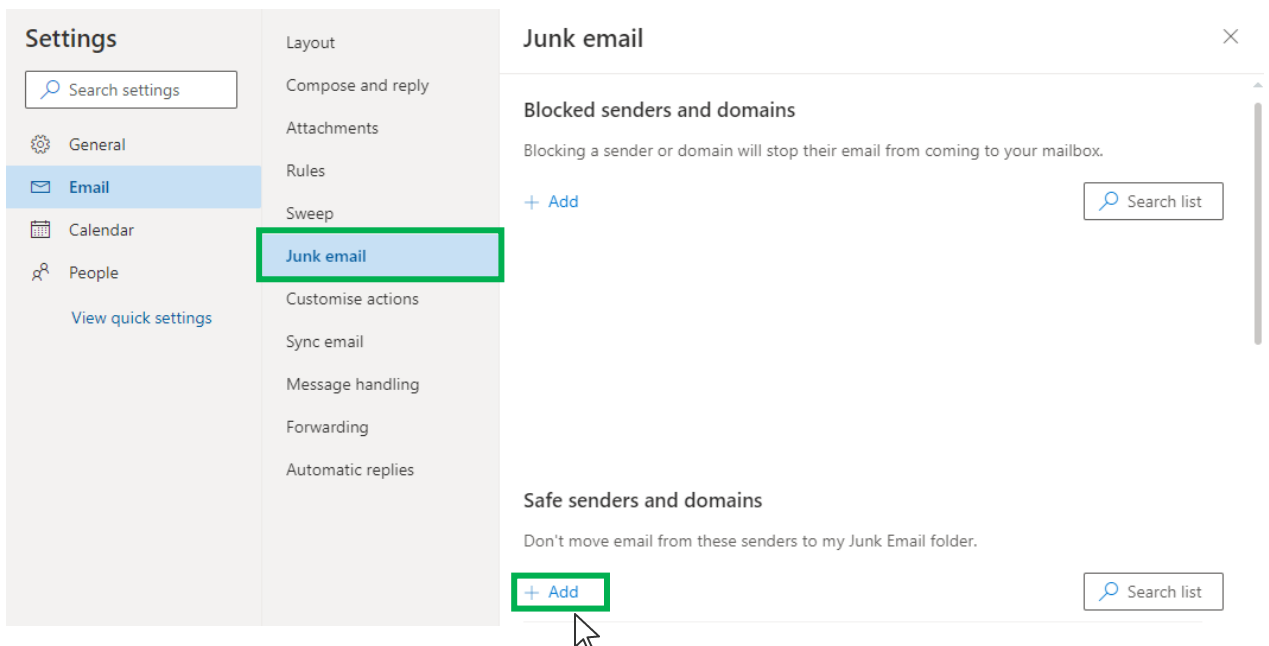 Settings
Search settings
General
Email
Calendar
People
View quick settings
Layout
Compose and reply
Attachments
Rules
Sweep
Junk email
Customise actions
Sync email
Message handling
Forwarding
Automatic replies
Junk email
Blocked senders and domains
Blocking a sender or domain will stop their email from coming to your mailbox.
+ Add
Search list
Safe senders and domains
Don't move email from these senders to my Junk Email folder.
+ Add
Search list